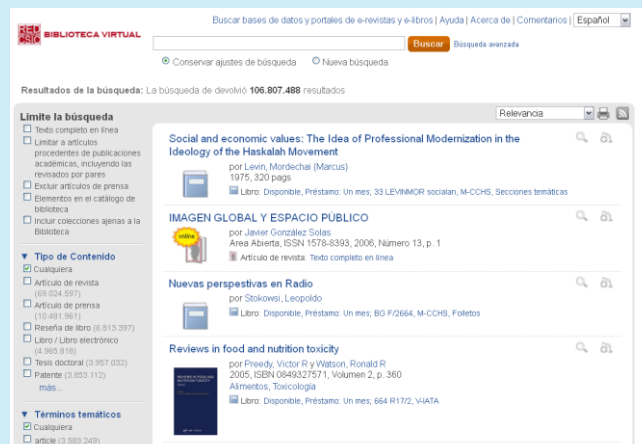 Buscar bases de datos y portales de e-revistas y e-libros | Ayuda | Acerca de | Comentarios | Español
RED CSIC BIBLIOTECA VIRTUAL
Buscar Búsqueda avanzada
Conservar ajustes de búsqueda Nueva búsqueda
Resultados de la búsqueda: La búsqueda de devolvió 106.807.488 resultados
Relevancia
Limite la búsqueda
Texto completo en línea
Limitar a artículos
procedentes de publicaciones
académicas, incluyendo las
revisados por pares
Excluir artículos de prensa
Elementos en el catálogo de
biblioteca
Incluir colecciones ajenas a la
Biblioteca
Tipo de Contenido
Cualquiera
Artículo de revista
(69.024.597)
Artículo de prensa
(10.481.961)
Reseña de libro (6.813.397)
Libro / Libro electrónico
(4.965.818)
Tesis doctoral (3.957.032)
Patente (3.853.112)
más...
Términos temáticos
Cualquiera
article (3.583.249)
Social and economic values: The Idea of Professional Modernization in the
Ideology of the Haskalah Movement
por Levin, Mordechai (Marcus)
1975, 320 pags
Libro: Disponible, Préstamo: Un mes; 33 LEVINMOR socialan, M-CCHS, Secciones temáticas
IMAGEN GLOBAL Y ESPACIO PÚBLICO
online
por Javier González Solas
Area Abierta, ISSN 1578-8393, 2006, Número 13, p. 1
Artículo de revista: Texto completo en línea
Nuevas perspestivas en Radio
por Stokowsi, Leopoldo
Libro: Disponible, Préstamo: Un mes; BG F/2664, M-CCHS, Folletos
Reviews in food and nutrition toxicity
por Preedy, Victor R y Watson, Ronald R
2005, ISBN 0849327571, Volumen 2, p. 360
Alimentos, Toxicología
Libro: Disponible, Préstamo: Un mes; 664 R17/2, V-IATA